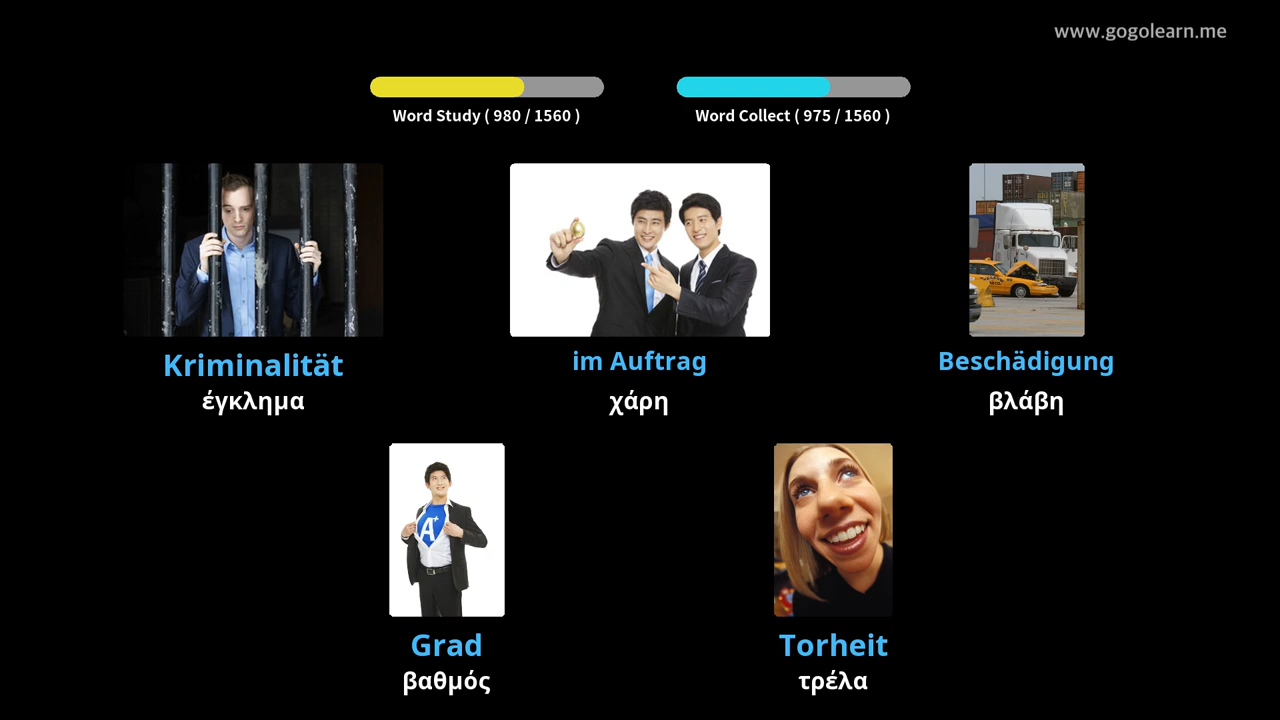 www.gogolearn.me
Word Study ( 980 / 1560 )
Word Collect ( 975 / 1560 )
Kriminalität
έγκλημα
im Auftrag
χάρη
Beschädigung
βλάβη
A+
Grad
βαθμός
Torheit
τρέλα